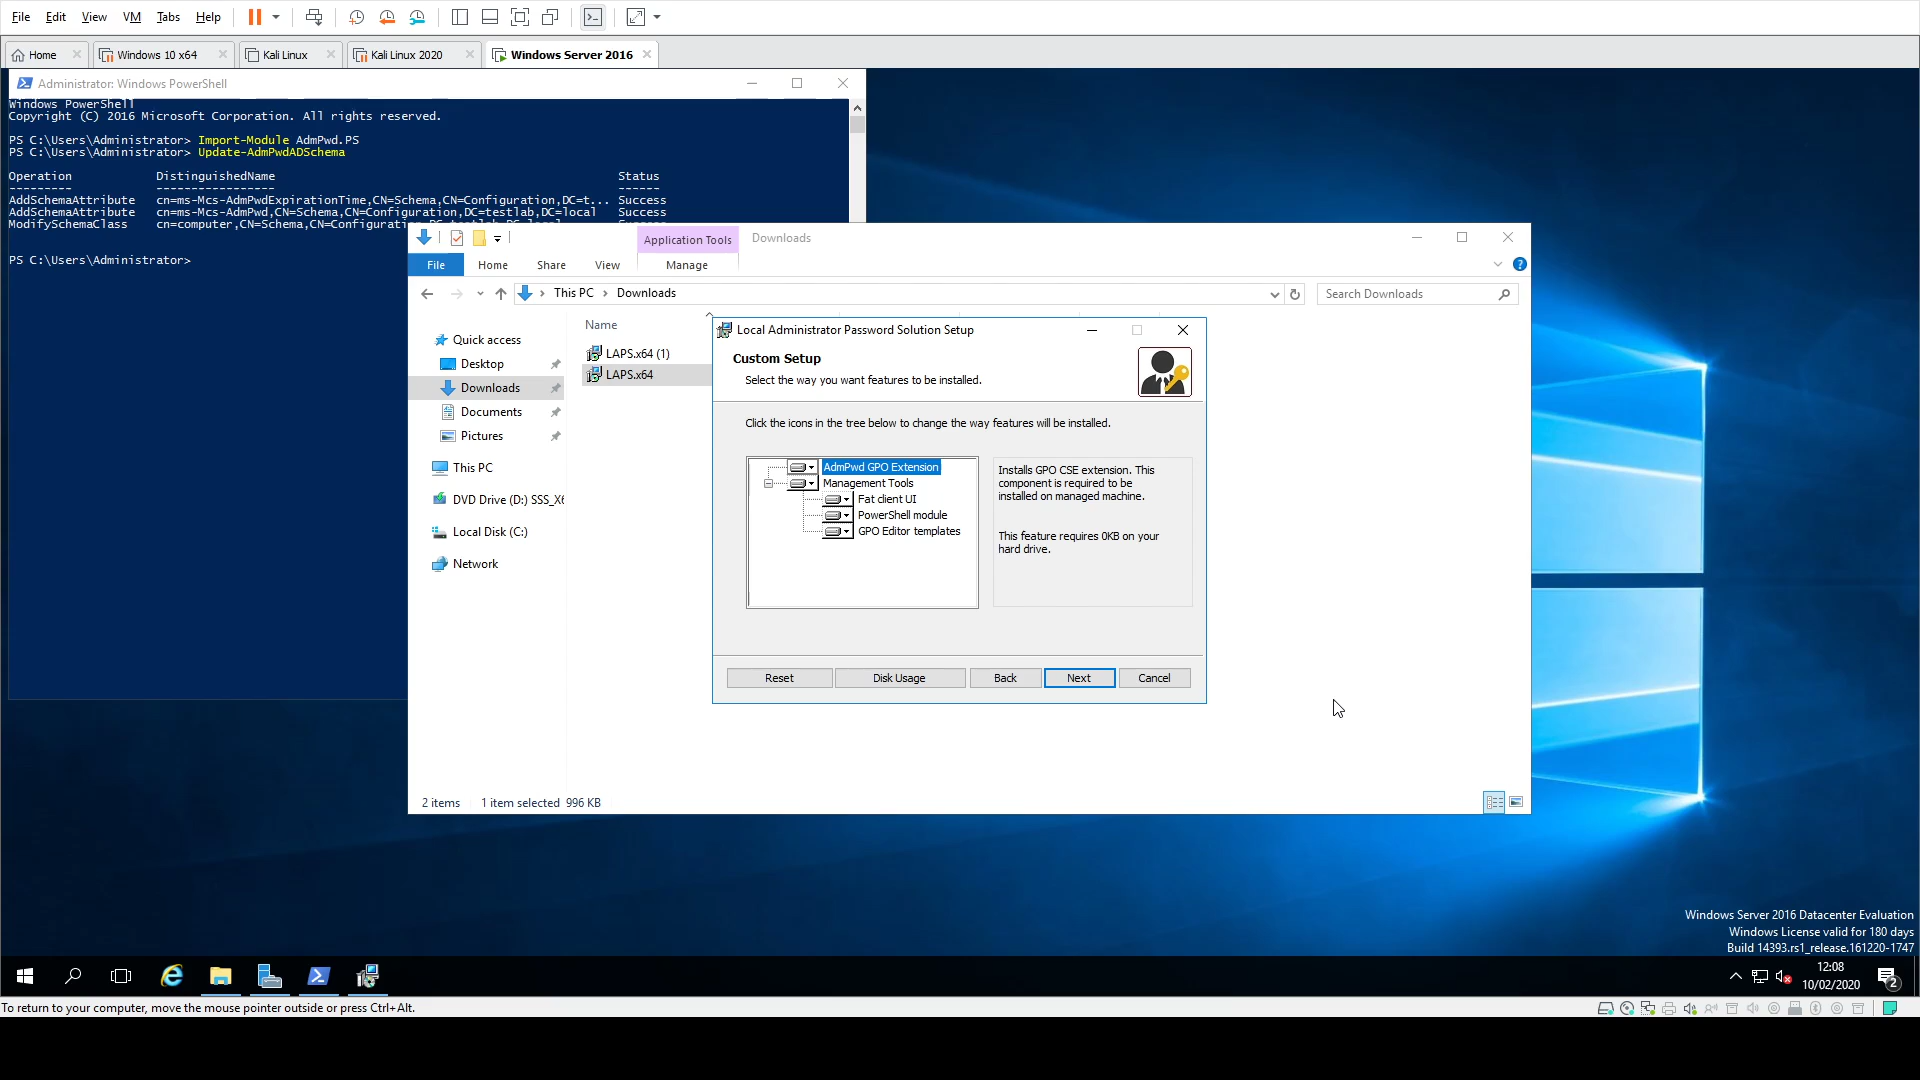 File Edit View VM Tabs Help
Home Windows 10 x64 Kali Linux Kali Linux 2020 Windows Server 2016
Administrator: Windows PowerShell
Windows PowerShell
Copyright (C) 2016 Microsoft Corporation. All rights reserved.
PS C:\Users\Administrator> Import-Module AdmPwd.PS
PS C:\Users\Administrator> Update-AdmPwdADSchema
Operation DistinguishedName Status
--------- ----------------- ------
AddSchemaAttribute cn=ms-Mcs-AdmPwdExpirationTime,CN=Schema,CN=Configuration,DC=t... Success
AddSchemaAttribute cn=ms-Mcs-AdmPwd,CN=Schema,CN=Configuration,DC=testlab,DC=local Success
ModifySchemaClass cn=computer,CN=Schema,CN=Configuration,DC=testlab,DC=local Success
PS C:\Users\Administrator>
Application Tools Downloads
File Home Share View Manage
This PC Downloads Search Downloads
Quick access
Desktop
Downloads
Documents
Pictures
This PC
DVD Drive (D:) SSS_X6
Local Disk (C:)
Network
Name
LAPS.x64 (1)
LAPS.x64
Local Administrator Password Solution Setup
Custom Setup
Select the way you want features to be installed.
Click the icons in the tree below to change the way features will be installed.
AdmPwd GPO Extension
Management Tools
Fat client UI
PowerShell module
GPO Editor templates
Installs GPO CSE extension. This
component is required to be
installed on managed machine.
This feature requires 0KB on your
hard drive.
Reset Disk Usage Back Next Cancel
2 items 1 item selected 996 KB
Windows Server 2016 Datacenter Evaluation
Windows License valid for 180 days
Build 14393.rs1_release.161220-1747
12:08
10/02/2020
2
To return to your computer, move the mouse pointer outside or press Ctrl+Alt.